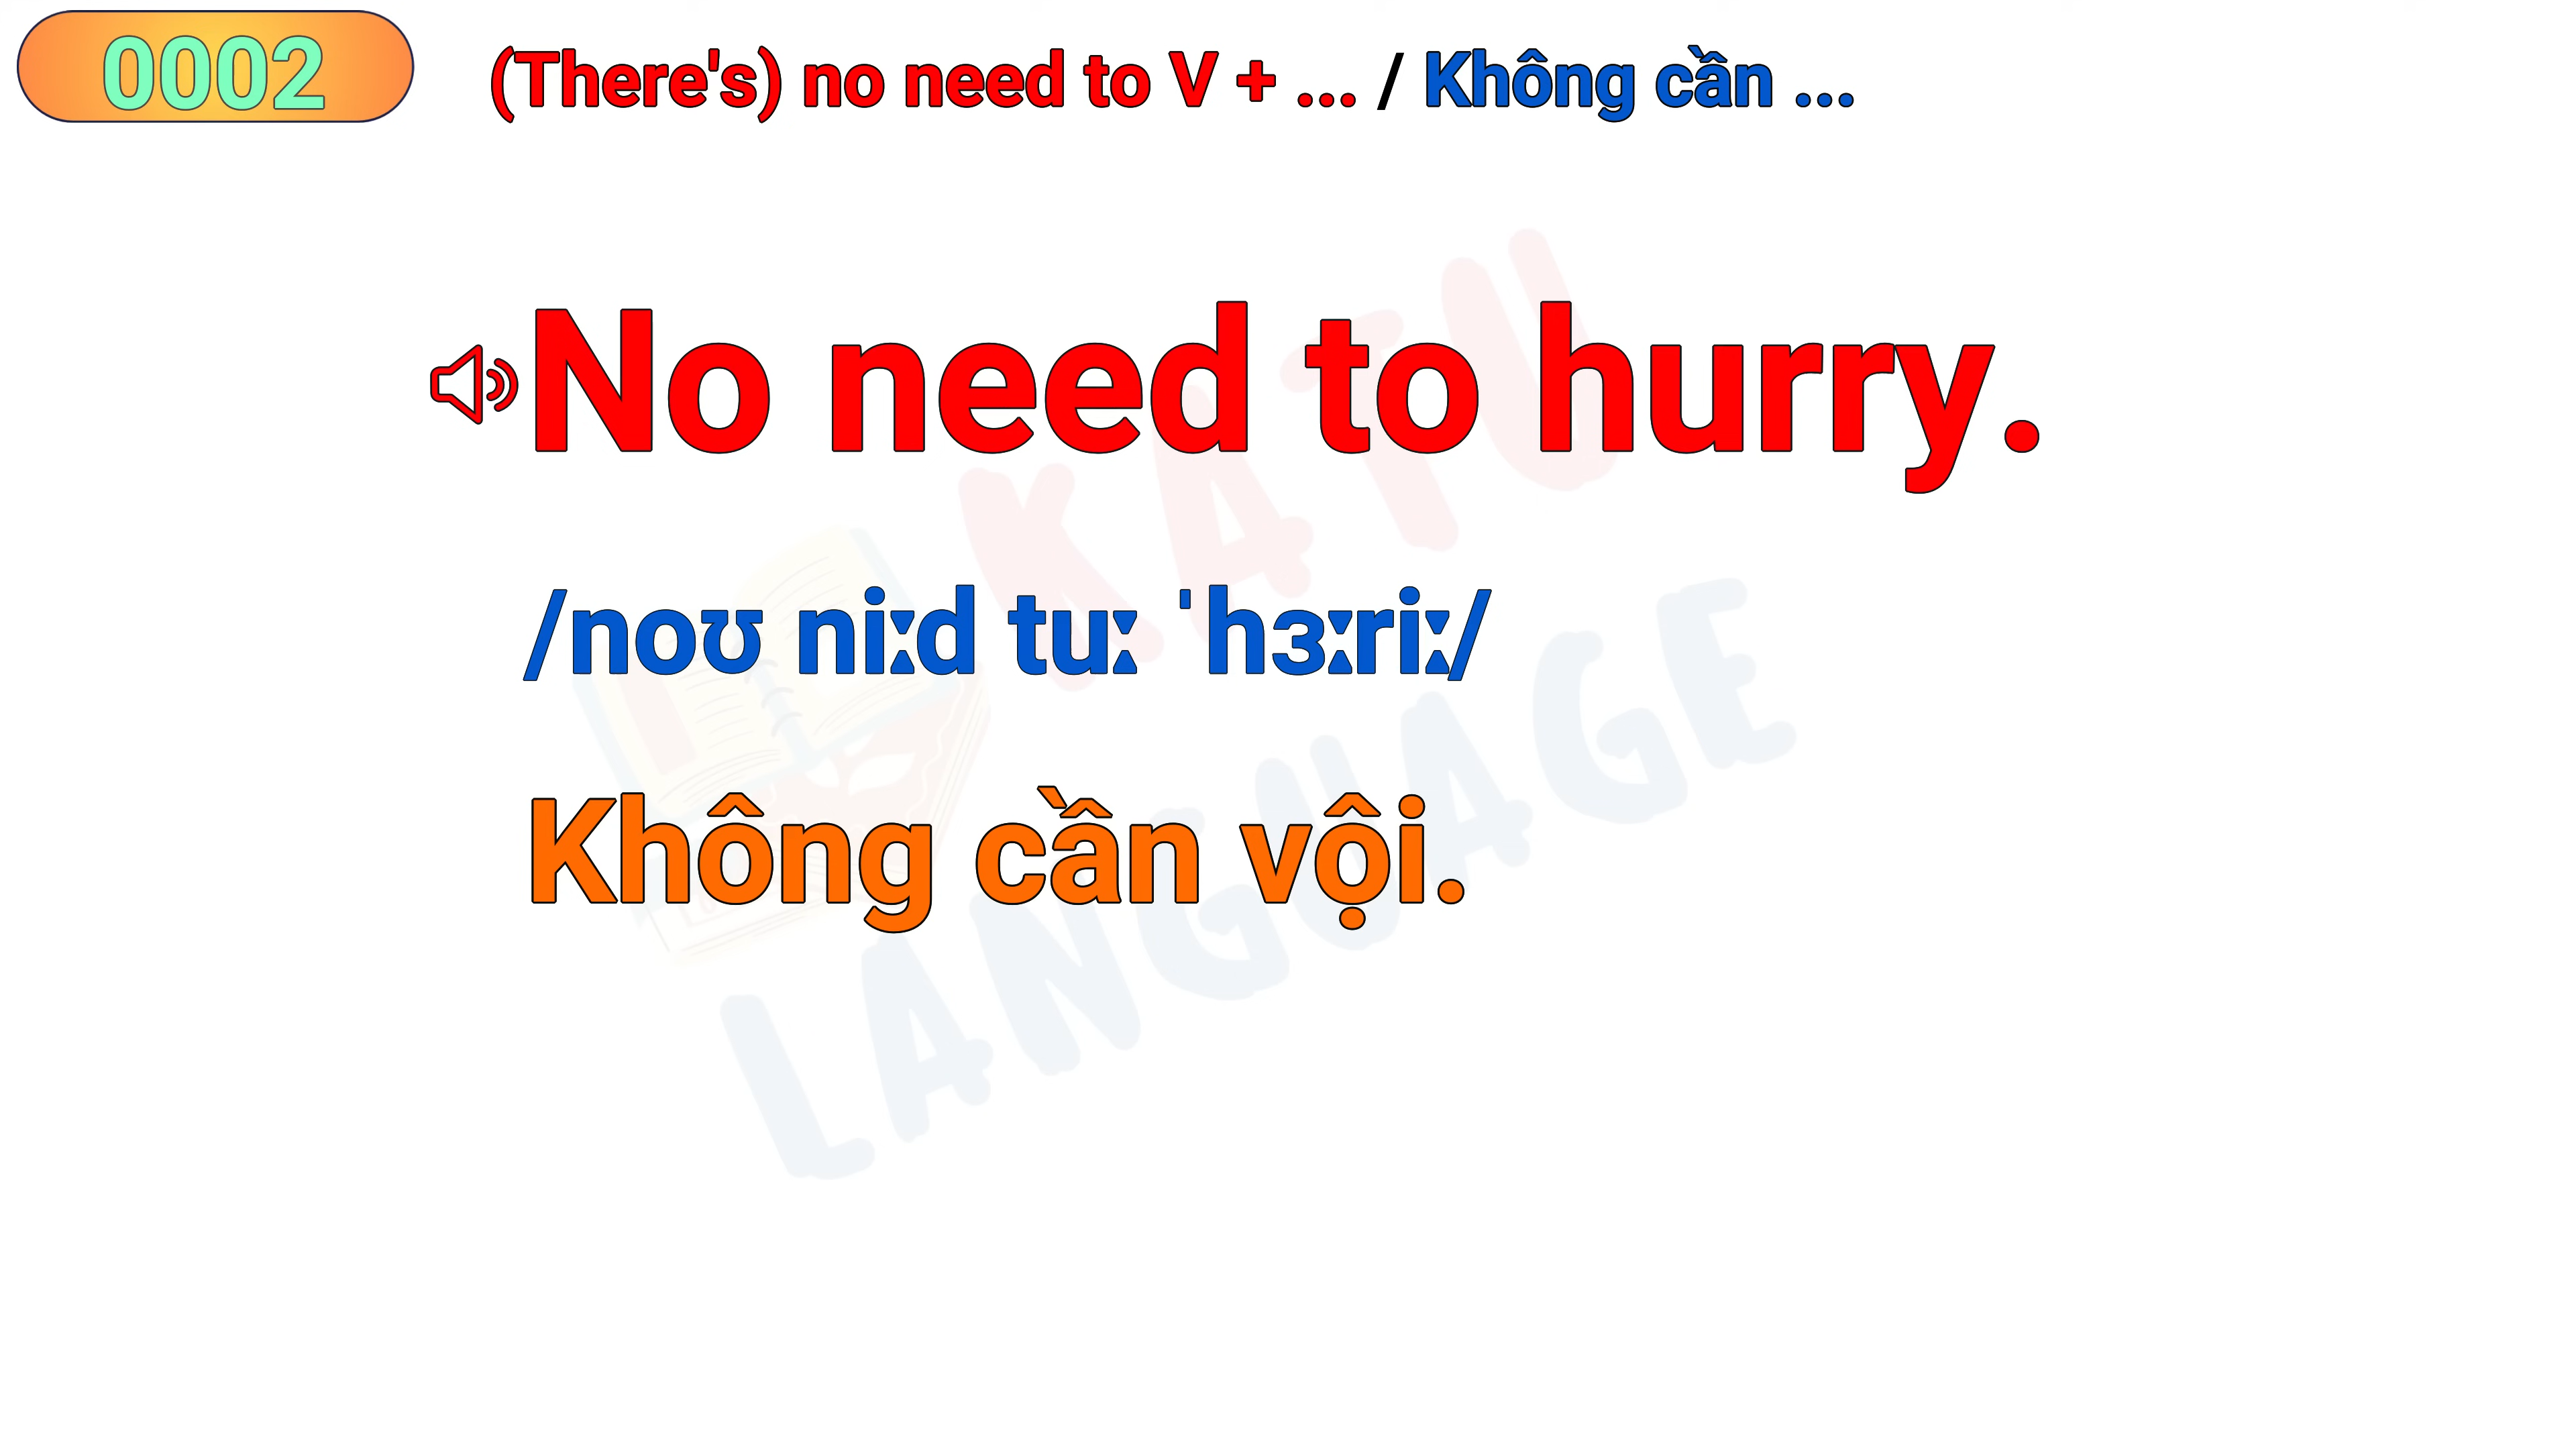 0002
(There's) no need to V + ... / Không cần ...
No need to hurry.
/noʊ niːd tuː ˈhɜːriː/
Không cần vội.
KATU
LANGUAGE